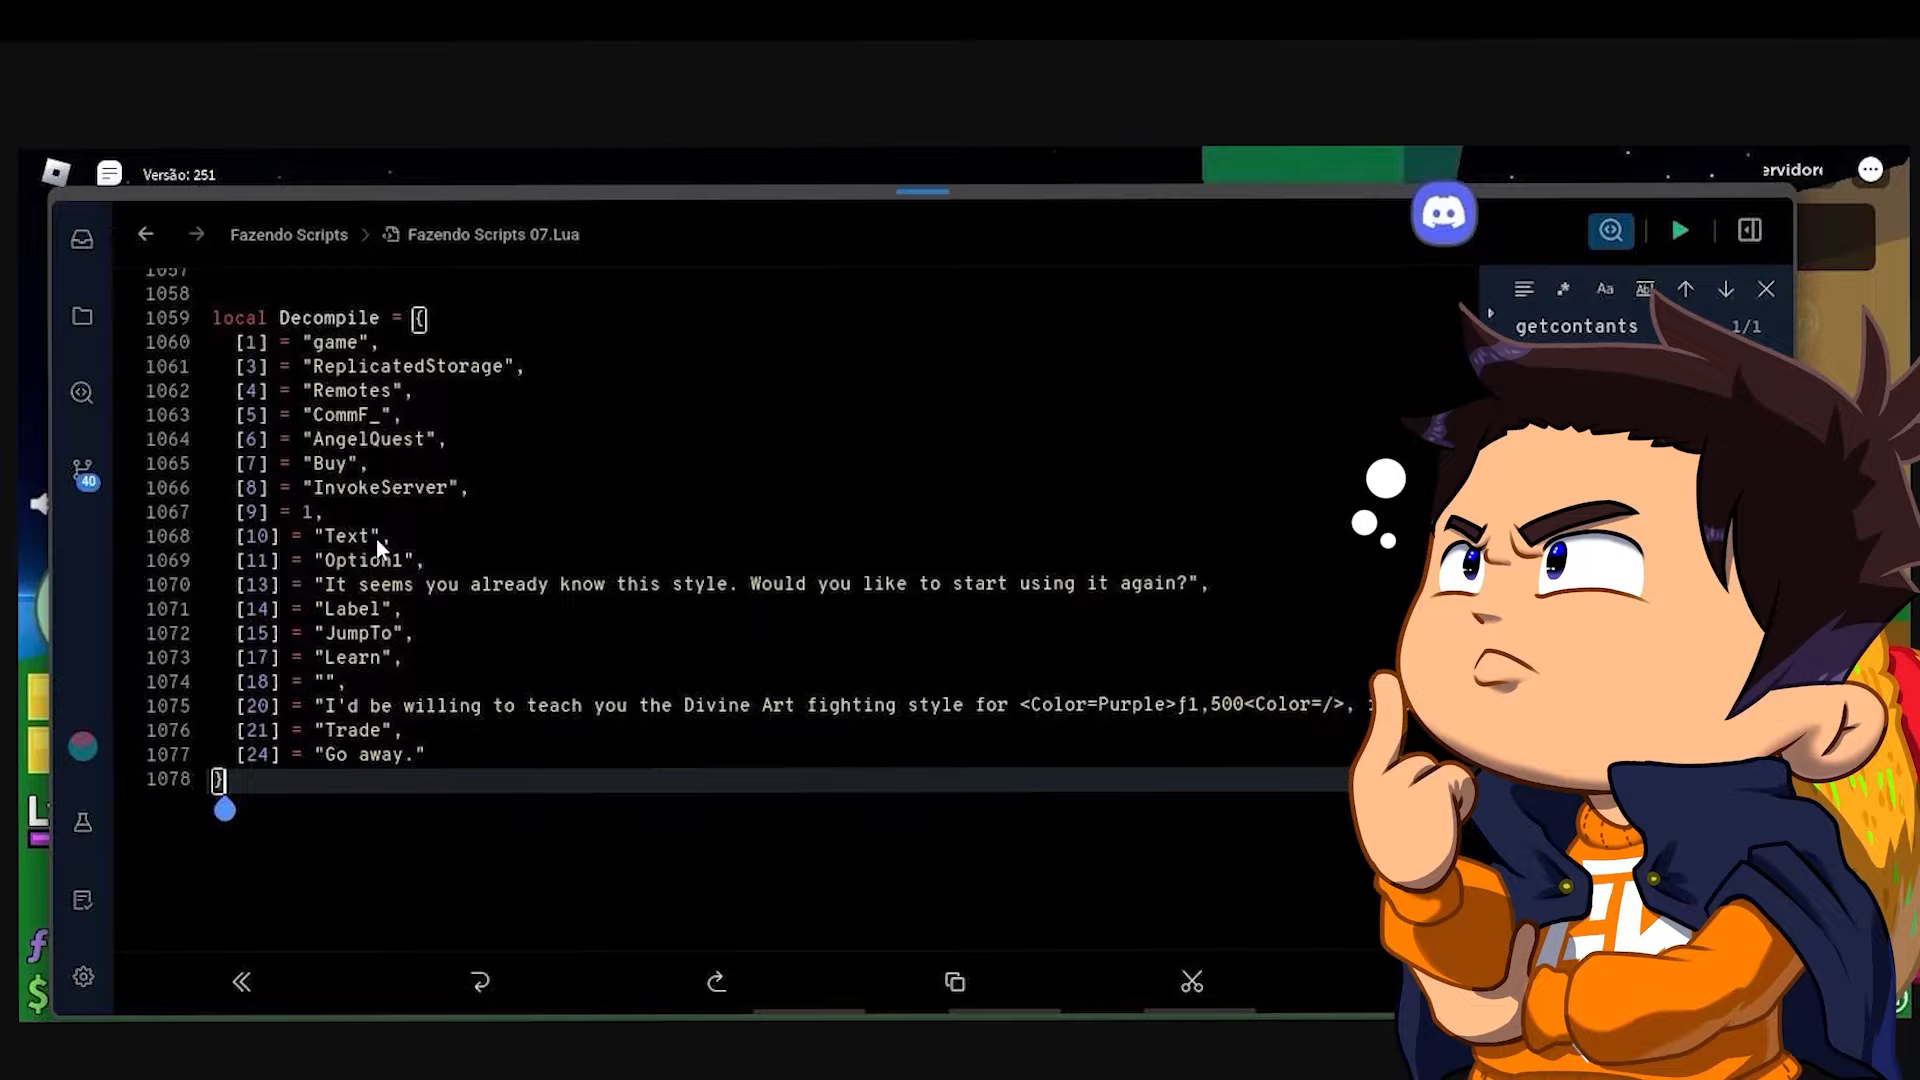 Versão: 251
ervidore
Fazendo Scripts > Fazendo Scripts 07.Lua
getcontants 1/1
Aa
Ab
40
1057
1058
1059 local Decompile = {
1060 [1] = "game",
1061 [3] = "ReplicatedStorage",
1062 [4] = "Remotes",
1063 [5] = "CommF_",
1064 [6] = "AngelQuest",
1065 [7] = "Buy",
1066 [8] = "InvokeServer",
1067 [9] = 1,
1068 [10] = "Text",
1069 [11] = "Option1",
1070 [13] = "It seems you already know this style. Would you like to start using it again?",
1071 [14] = "Label",
1072 [15] = "JumpTo",
1073 [17] = "Learn",
1074 [18] = "",
1075 [20] = "I'd be willing to teach you the Divine Art fighting style for <Color=Purple>ƒ1,500<Color=/>,
1076 [21] = "Trade",
1077 [24] = "Go away."
1078 }
ƒ
$